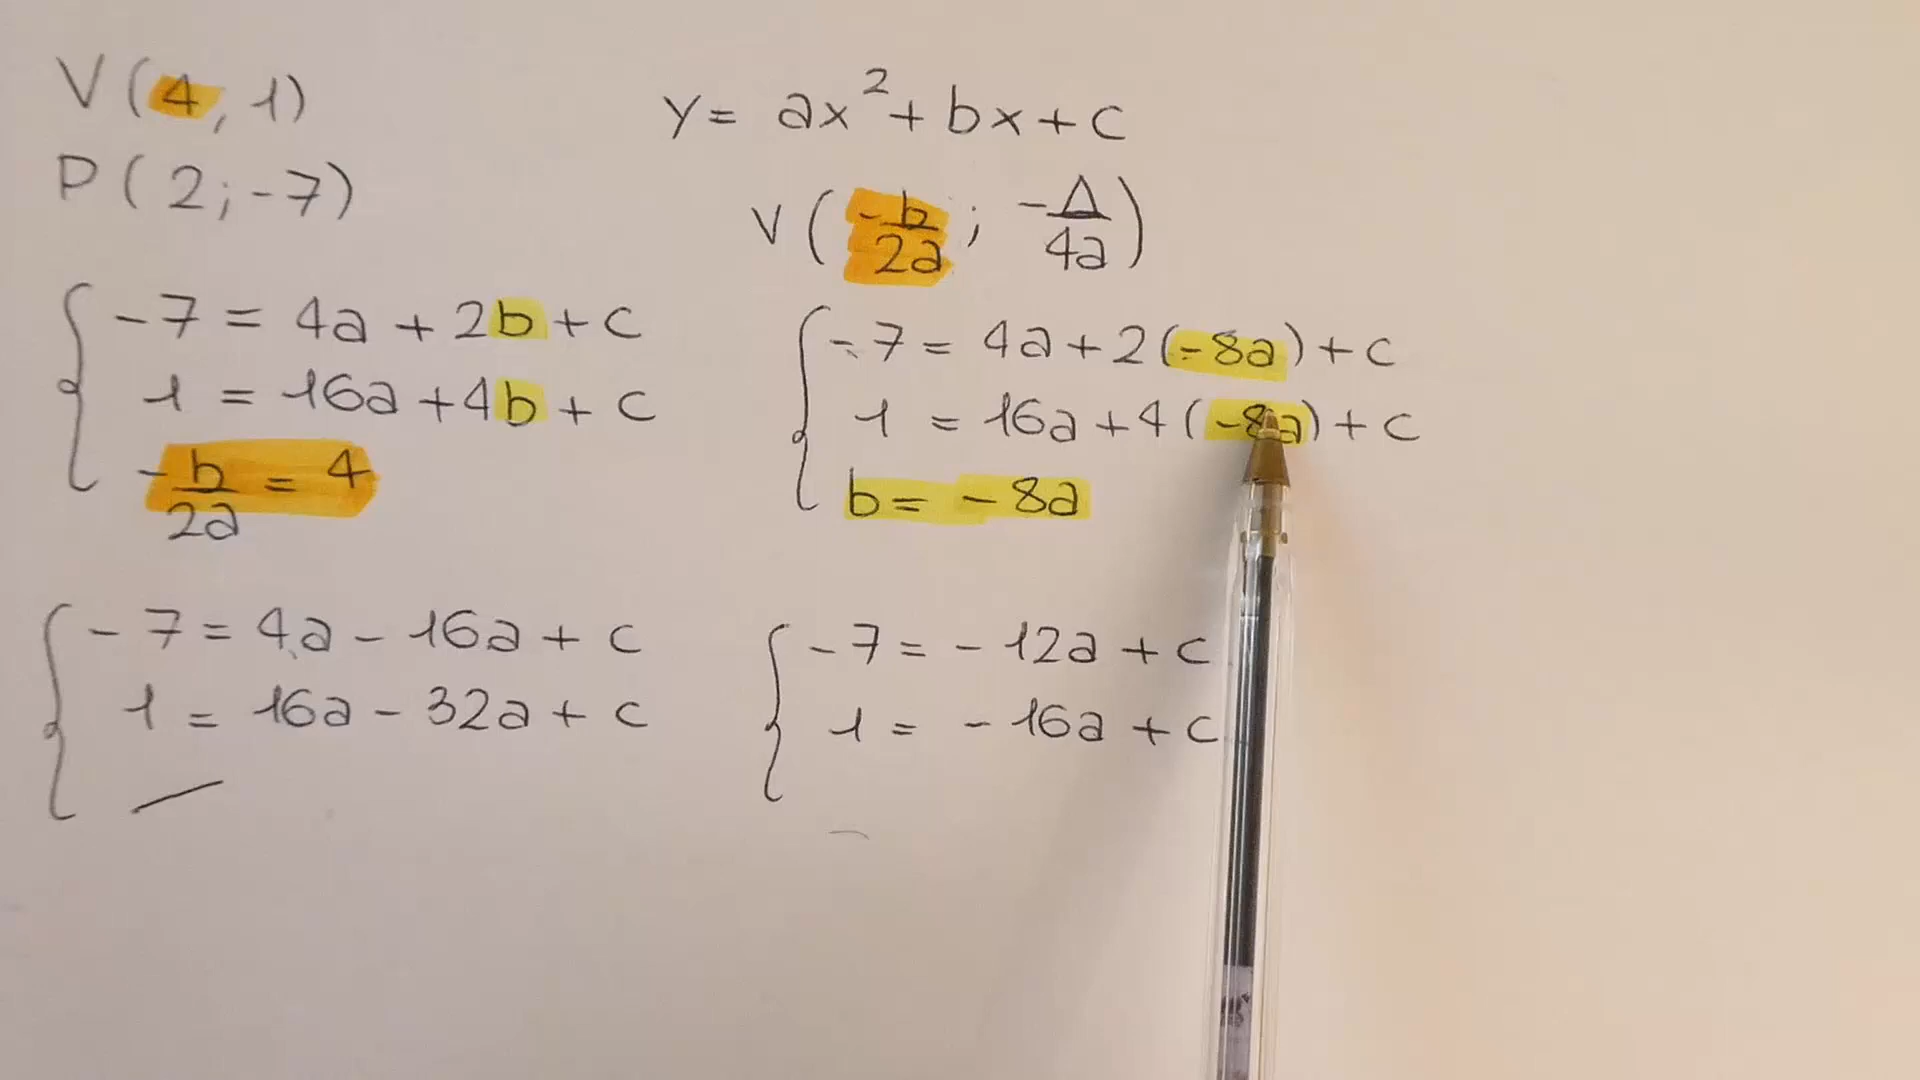 V(4; 1)
P(2; -7)
y = ax² + bx + c
V(-b/2a; -Δ/4a)
{ -7 = 4a + 2b + c
1 = 16a + 4b + c
-b/2a = 4
{ -7 = 4a + 2(-8a) + c
1 = 16a + 4(-8a) + c
b = -8a
{ -7 = 4a - 16a + c
1 = 16a - 32a + c
{ -7 = -12a + c
1 = -16a + c